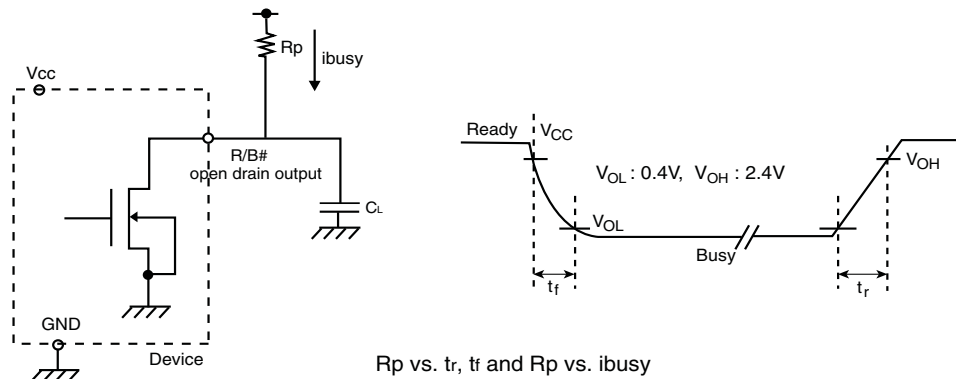 Rp
ibusy
Vcc
R/B#
open drain output
CL
GND
Device
Ready
VCC
VOL : 0.4V, VOH : 2.4V
VOH
VOL
Busy
tf
tr
Rp vs. tr, tf and Rp vs. ibusy